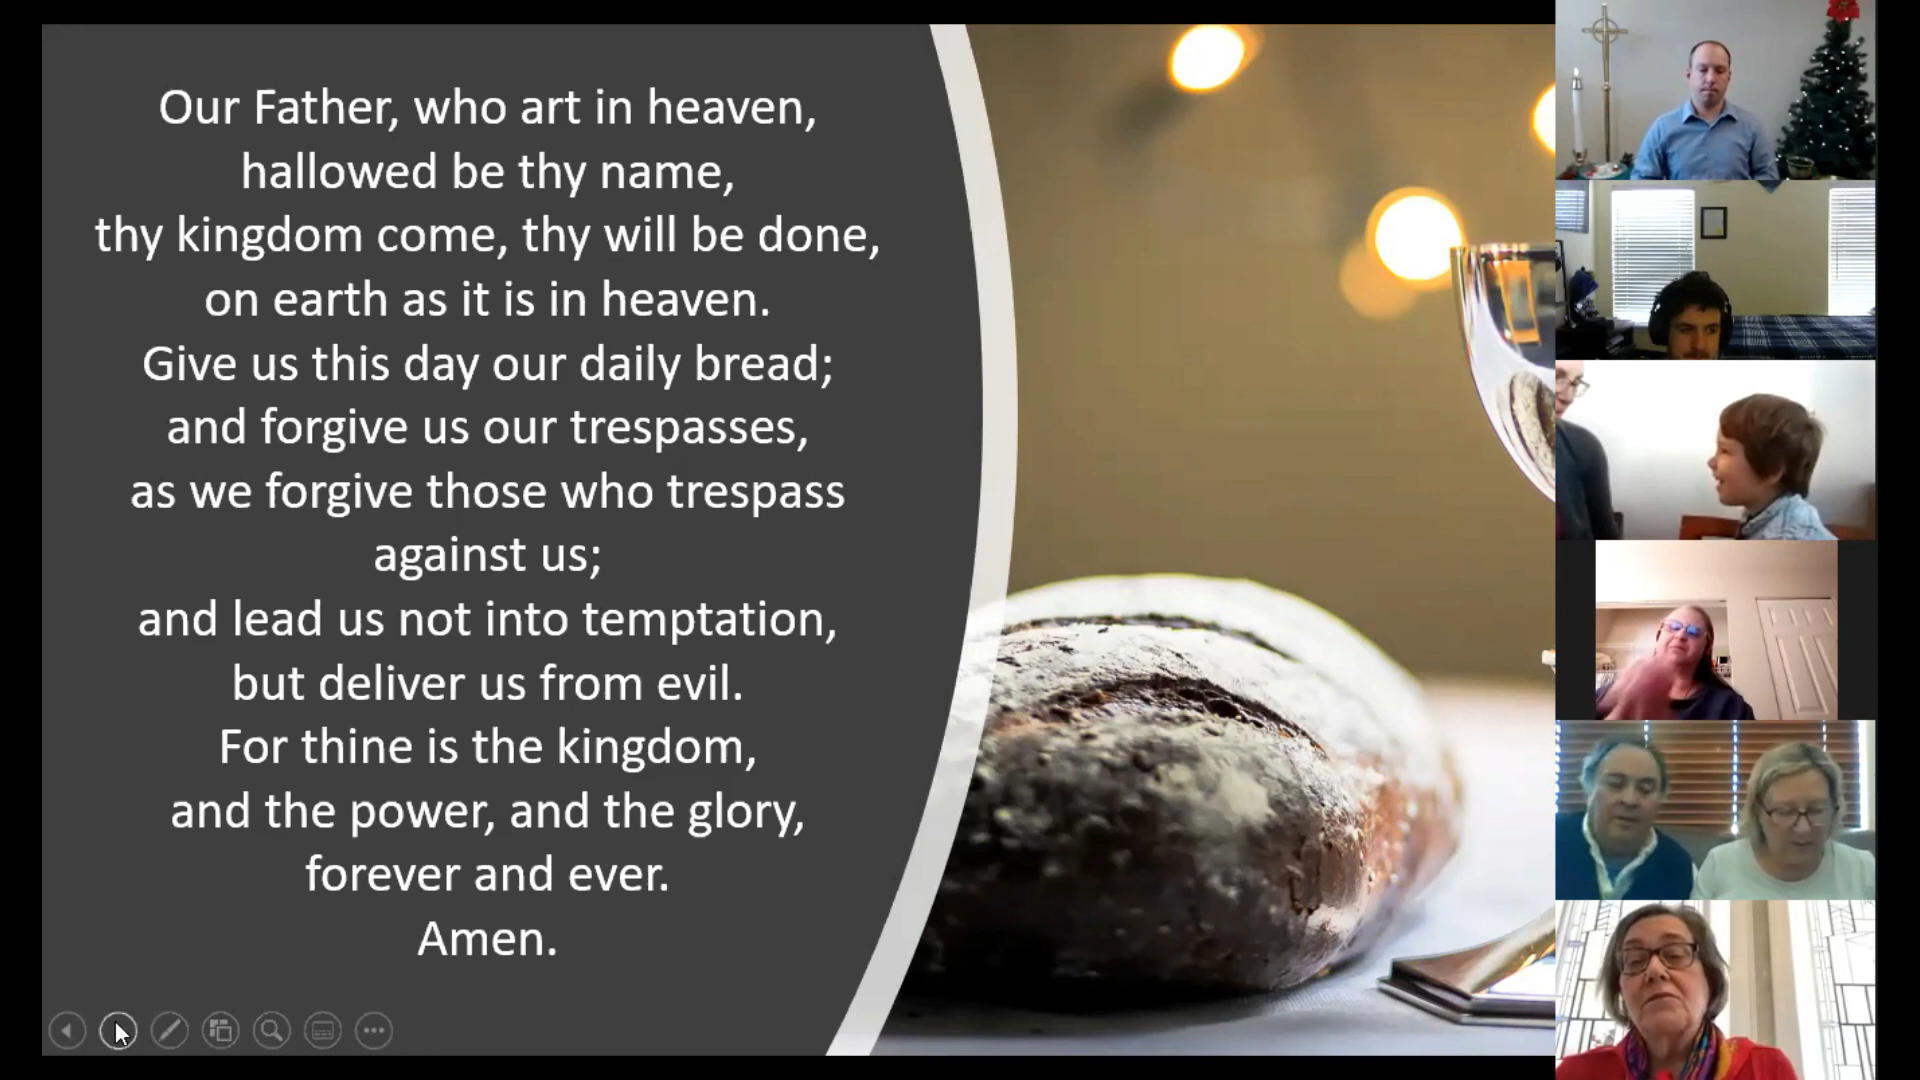 Our Father, who art in heaven,
hallowed be thy name,
thy kingdom come, thy will be done,
on earth as it is in heaven.
Give us this day our daily bread;
and forgive us our trespasses,
as we forgive those who trespass
against us;
and lead us not into temptation,
but deliver us from evil.
For thine is the kingdom,
and the power, and the glory,
forever and ever.
Amen.